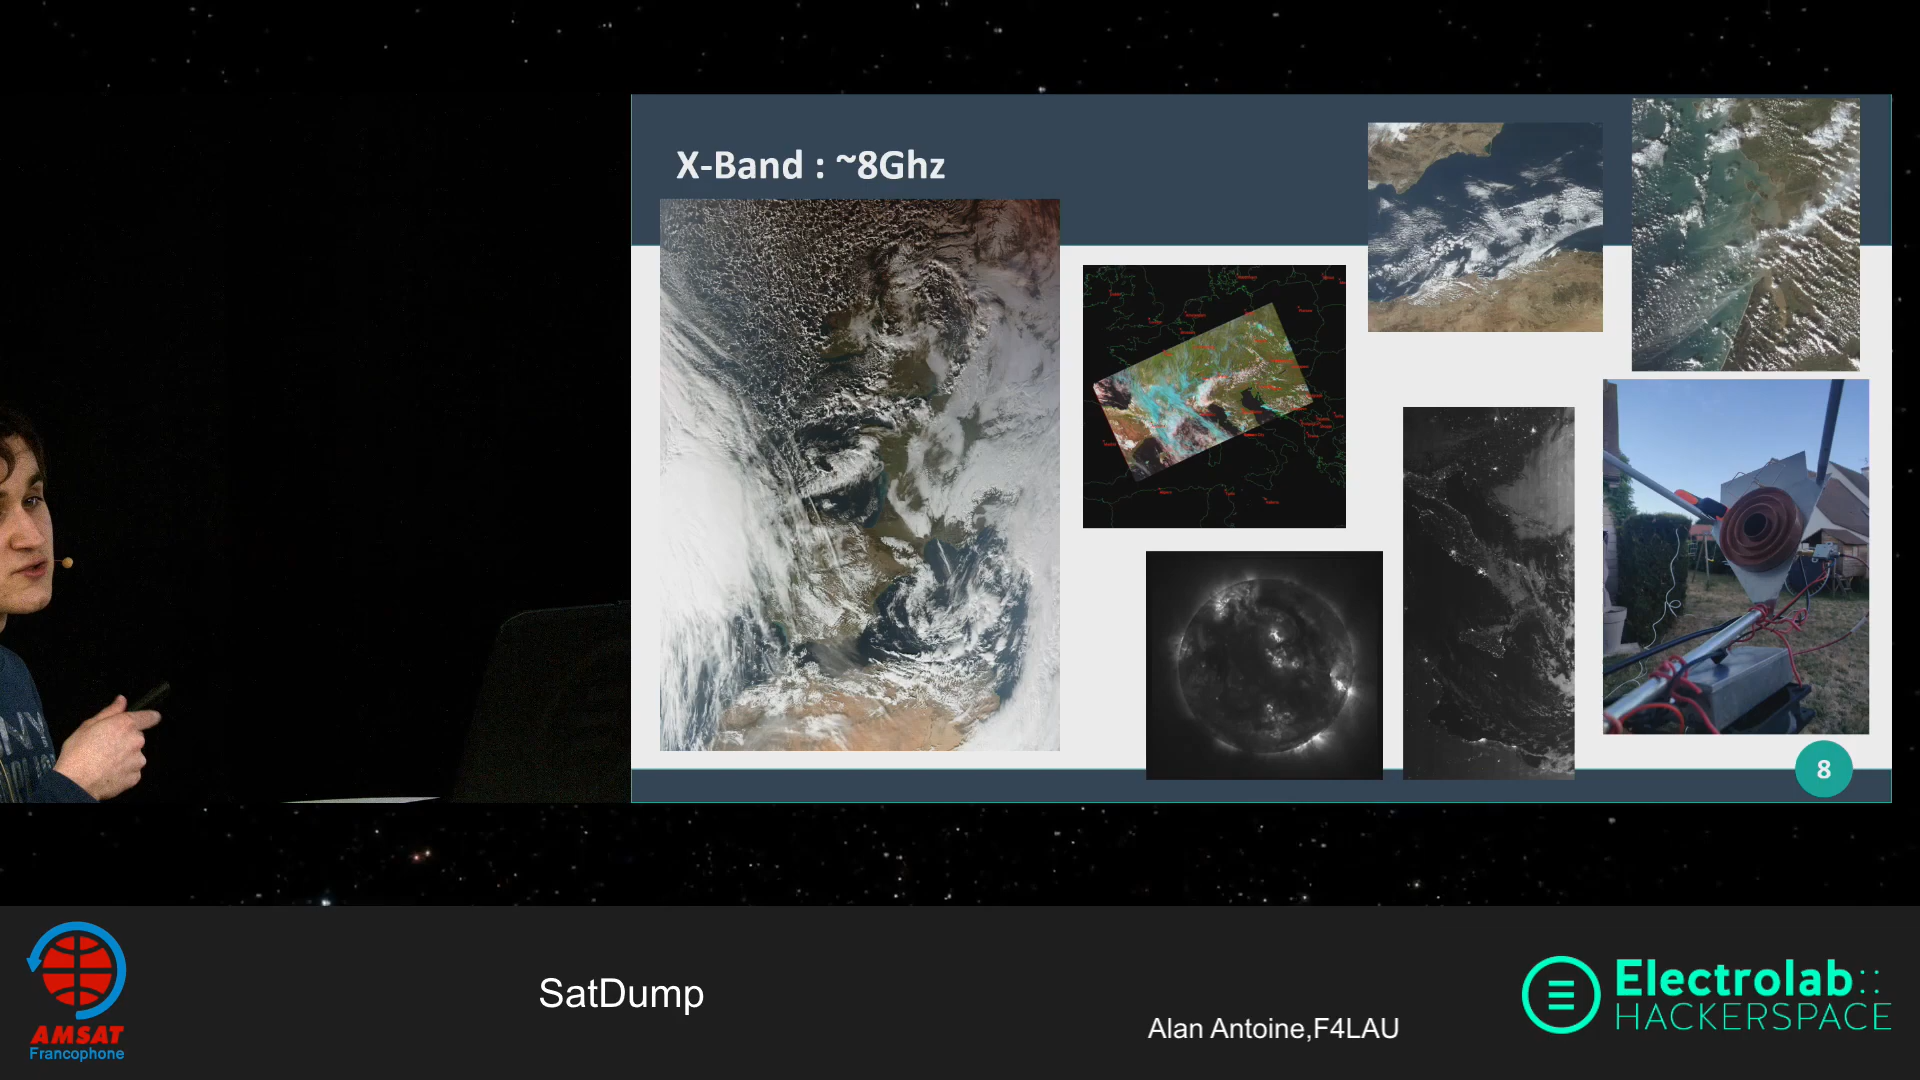 X-Band : ~8Ghz
8
AMSAT
Francophone
SatDump
Alan Antoine,F4LAU
Electrolab
HACKERSPACE